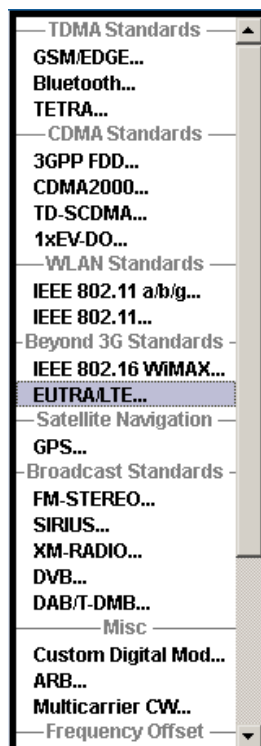 TDMA Standards
GSM/EDGE...
Bluetooth...
TETRA...
CDMA Standards
3GPP FDD...
CDMA2000...
TD-SCDMA...
1xEV-DO...
WLAN Standards
IEEE 802.11 a/b/g...
IEEE 802.11...
Beyond 3G Standards
IEEE 802.16 WiMAX...
EUTRA/LTE...
Satellite Navigation
GPS...
Broadcast Standards
FM-STEREO...
SIRIUS...
XM-RADIO...
DVB...
DAB/T-DMB...
Misc
Custom Digital Mod...
ARB...
Multicarrier CW...
Frequency Offset